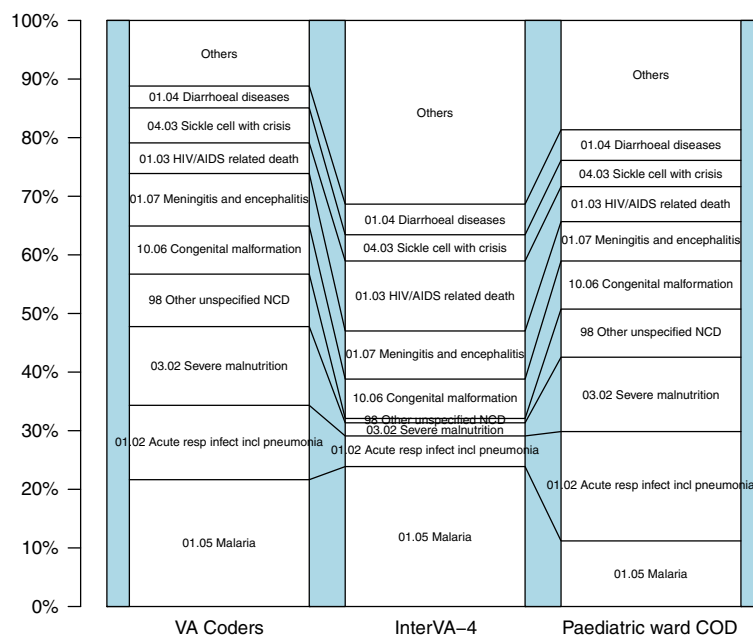 100%
90%
80%
70%
60%
50%
40%
30%
20%
10%
0%
Others
01.04 Diarrhoeal diseases
04.03 Sickle cell with crisis
01.03 HIV/AIDS related death
01.07 Meningitis and encephalitis
10.06 Congenital malformation
98 Other unspecified NCD
03.02 Severe malnutrition
01.02 Acute resp infect incl pneumonia
01.05 Malaria
Others
01.04 Diarrhoeal diseases
04.03 Sickle cell with crisis
01.03 HIV/AIDS related death
01.07 Meningitis and encephalitis
10.06 Congenital malformation
98 Other unspecified NCD
03.02 Severe malnutrition
01.02 Acute resp infect incl pneumonia
01.05 Malaria
Others
01.04 Diarrhoeal diseases
04.03 Sickle cell with crisis
01.03 HIV/AIDS related death
01.07 Meningitis and encephalitis
10.06 Congenital malformation
98 Other unspecified NCD
03.02 Severe malnutrition
01.02 Acute resp infect incl pneumonia
01.05 Malaria
VA Coders
InterVA−4
Paediatric ward COD